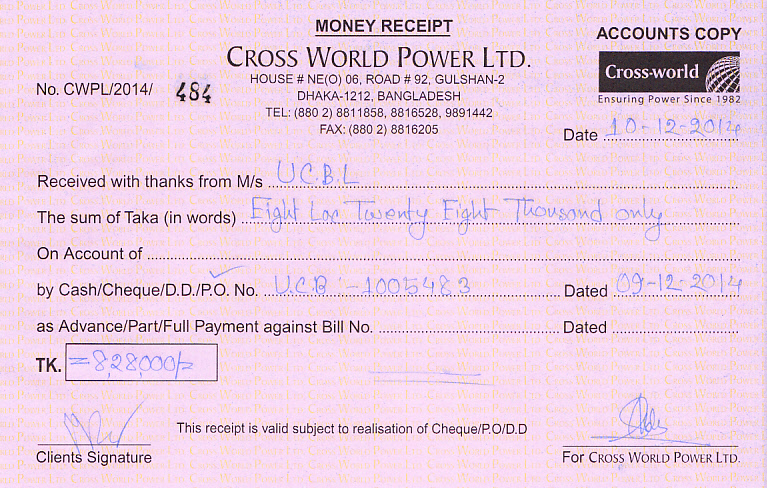 MONEY RECEIPT
ACCOUNTS COPY
CROSS WORLD POWER LTD.
HOUSE # NE(O) 06, ROAD # 92, GULSHAN-2
DHAKA-1212, BANGLADESH
TEL: (880 2) 8811858, 8816528, 9891442
FAX: (880 2) 8816205
Cross-world
Ensuring Power Since 1982
No. CWPL/2014/ 484
Date 10-12-2014
Received with thanks from M/s U.C.B.L
The sum of Taka (in words) Eight Lac Twenty Eight Thousand only
On Account of
by Cash/Cheque/D.D./P.O. No. U.C.B :-1005483 Dated 09-12-2014
as Advance/Part/Full Payment against Bill No. Dated
TK. =8,28,000/=
This receipt is valid subject to realisation of Cheque/P.O/D.D
Clients Signature
For CROSS WORLD POWER LTD.